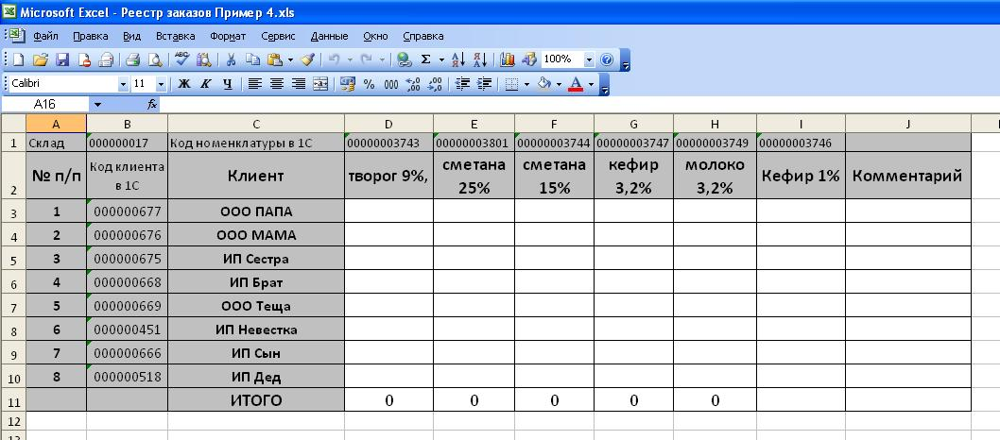 Microsoft Excel - Реестр заказов Пример 4.xls
Файл Правка Вид Вставка Формат Сервис Данные Окно Справка
100%
Calibri 11 Ж К Ч % 000
A16 fx
A B C D E F G H I J
1 Склад 000000017 Код номенклатуры в 1С 00000003743 00000003801 00000003744 00000003747 00000003749 00000003746
2 № п/п Код клиента в 1С Клиент творог 9%, сметана 25% сметана 15% кефир 3,2% молоко 3,2% Кефир 1% Комментарий
3 1 000000677 ООО ПАПА
4 2 000000676 ООО МАМА
5 3 000000675 ИП Сестра
6 4 000000668 ИП Брат
7 5 000000669 ООО Теща
8 6 000000451 ИП Невестка
9 7 000000666 ИП Сын
10 8 000000518 ИП Дед
11 ИТОГО 0 0 0 0 0
12